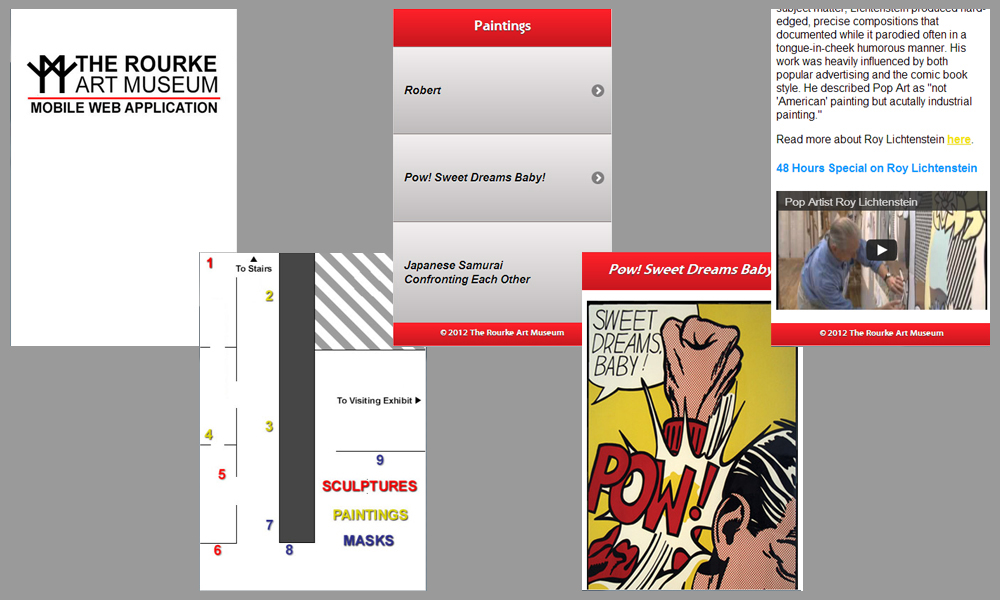 THE ROURKE
ART MUSEUM
MOBILE WEB APPLICATION
1
To Stairs
2
To Visiting Exhibit
3
4
9
5
SCULPTURES
PAINTINGS
7
MASKS
6
8
Paintings
Robert
Pow! Sweet Dreams Baby!
Japanese Samurai
Confronting Each Other
© 2012 The Rourke Art Museum
Pow! Sweet Dreams Baby
SWEET
DREAMS,
BABY!
POW!
subject matter, Lichtenstein produced hard-
edged, precise compositions that
documented while it parodied often in a
tongue-in-cheek humorous manner. His
work was heavily influenced by both
popular advertising and the comic book
style. He described Pop Art as "not
'American' painting but acutally industrial
painting."
Read more about Roy Lichtenstein here.
48 Hours Special on Roy Lichtenstein
Pop Artist Roy Lichtenstein
© 2012 The Rourke Art Museum